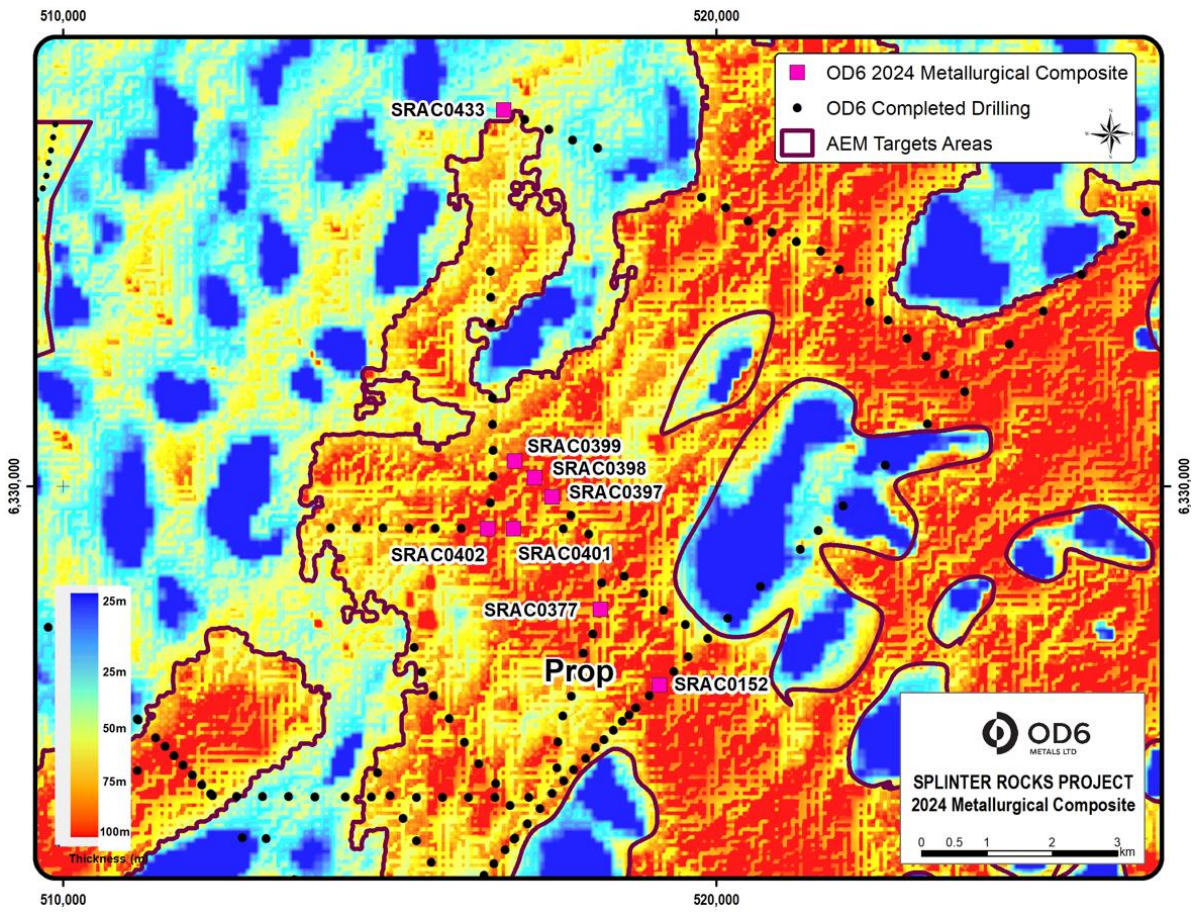 510,000
520,000
OD6 2024 Metallurgical Composite
OD6 Completed Drilling
AEM Targets Areas
SRAC0433
SRAC0399
SRAC0398
SRAC0397
6,330,000
6,330,000
SRAC0402
SRAC0401
SRAC0377
Prop
SRAC0152
25m
25m
50m
75m
100m
Thickness (m)
OD6
METALS LTD
SPLINTER ROCKS PROJECT
2024 Metallurgical Composite
0 0.5 1 2 3
km
510,000
520,000